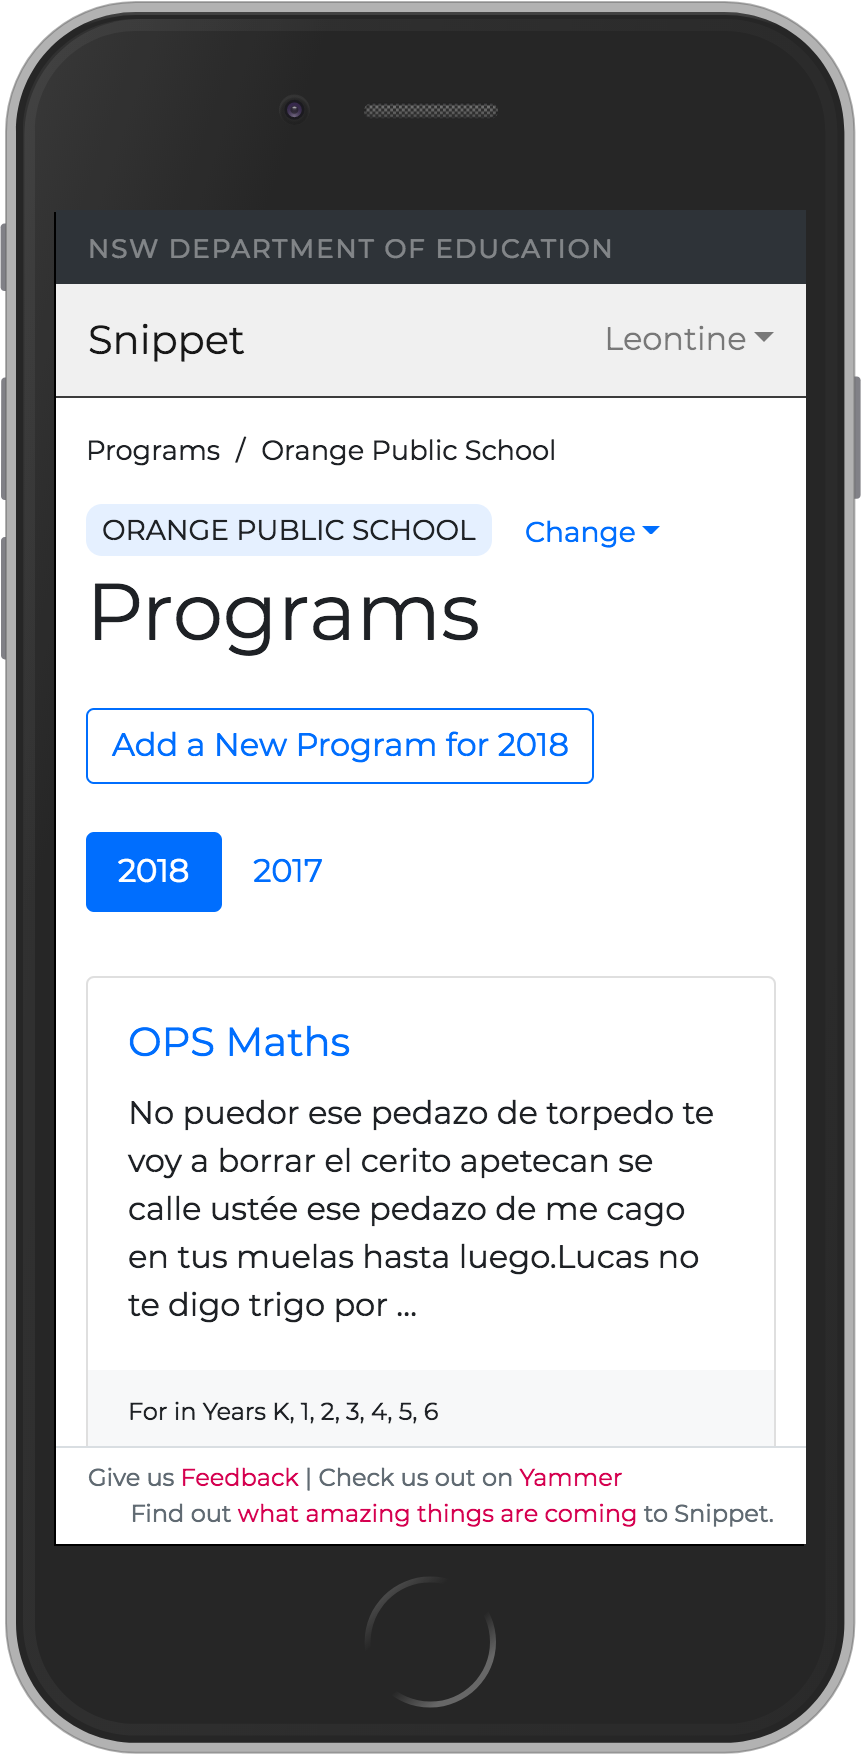 NSW DEPARTMENT OF EDUCATION
Snippet Leontine
Programs / Orange Public School
ORANGE PUBLIC SCHOOL Change
Programs
Add a New Program for 2018
2018 2017
OPS Maths
No puedor ese pedazo de torpedo te
voy a borrar el cerito apetecan se
calle ustée ese pedazo de me cago
en tus muelas hasta luego.Lucas no
te digo trigo por ...
For in Years K, 1, 2, 3, 4, 5, 6
Give us Feedback | Check us out on Yammer
Find out what amazing things are coming to Snippet.